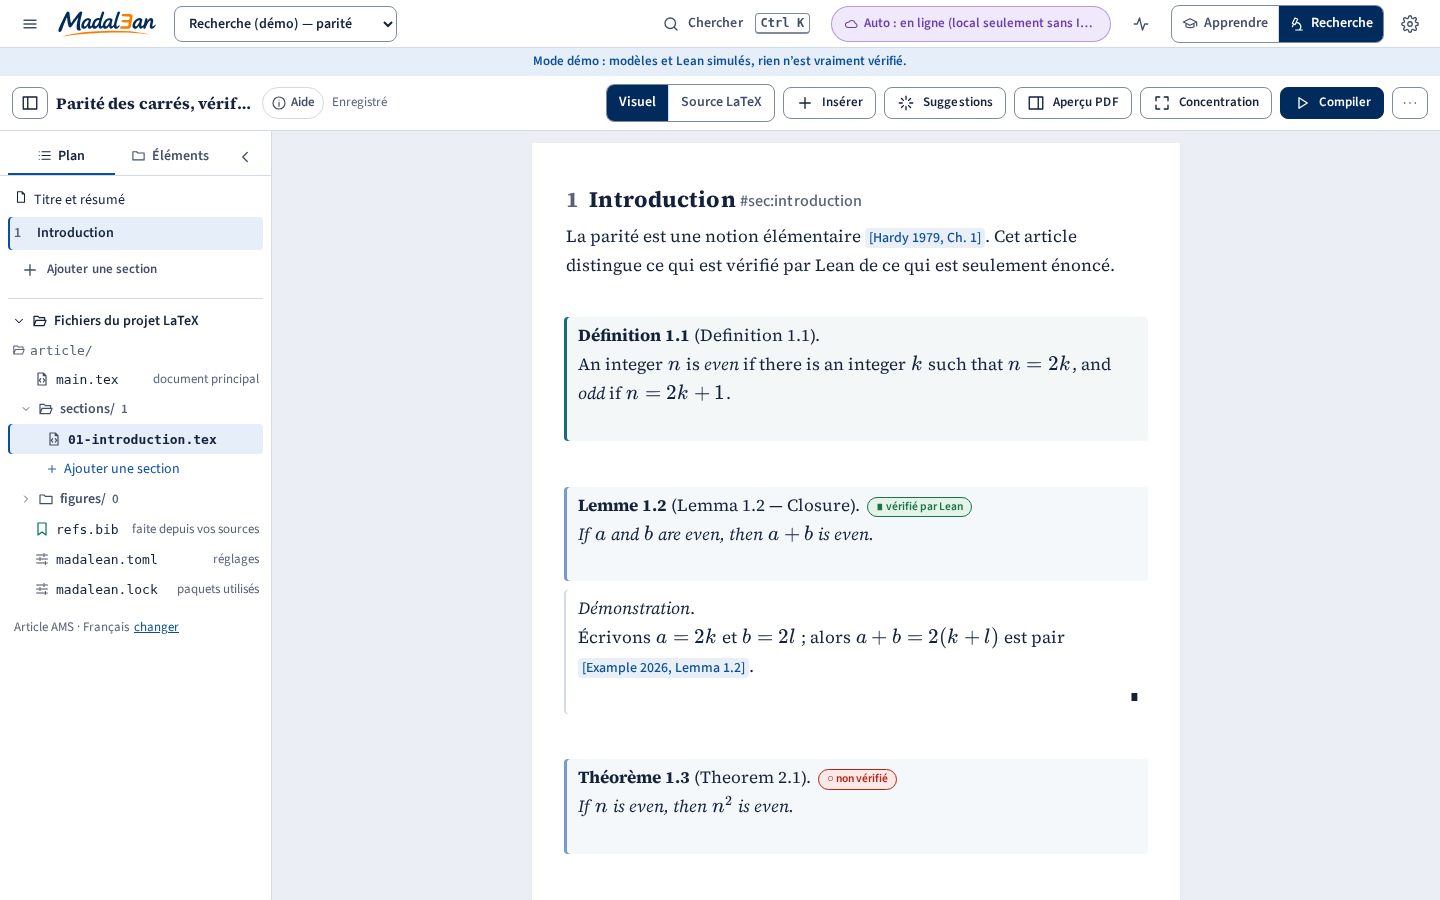 Madalean
Recherche (démo) — parité
Chercher Ctrl K
Auto : en ligne (local seulement sans I…
Apprendre
Recherche
Mode démo : modèles et Lean simulés, rien n’est vraiment vérifié.
Parité des carrés, vérif…
Aide
Enregistré
Visuel
Source LaTeX
Insérer
Suggestions
Aperçu PDF
Concentration
Compiler
Plan
Éléments
Titre et résumé
1 Introduction
Ajouter une section
Fichiers du projet LaTeX
article/
main.tex document principal
sections/ 1
01-introduction.tex
Ajouter une section
figures/ 0
refs.bib faite depuis vos sources
madalean.toml réglages
madalean.lock paquets utilisés
Article AMS · Français changer
1 Introduction #sec:introduction
La parité est une notion élémentaire [Hardy 1979, Ch. 1]. Cet article
distingue ce qui est vérifié par Lean de ce qui est seulement énoncé.
Définition 1.1 (Definition 1.1).
An integer n is even if there is an integer k such that n = 2k, and
odd if n = 2k + 1.
Lemme 1.2 (Lemma 1.2 — Closure). ∎ vérifié par Lean
If a and b are even, then a + b is even.
Démonstration.
Écrivons a = 2k et b = 2l ; alors a + b = 2(k + l) est pair
[Example 2026, Lemma 1.2].
∎
Théorème 1.3 (Theorem 2.1). ○ non vérifié
If n is even, then n² is even.